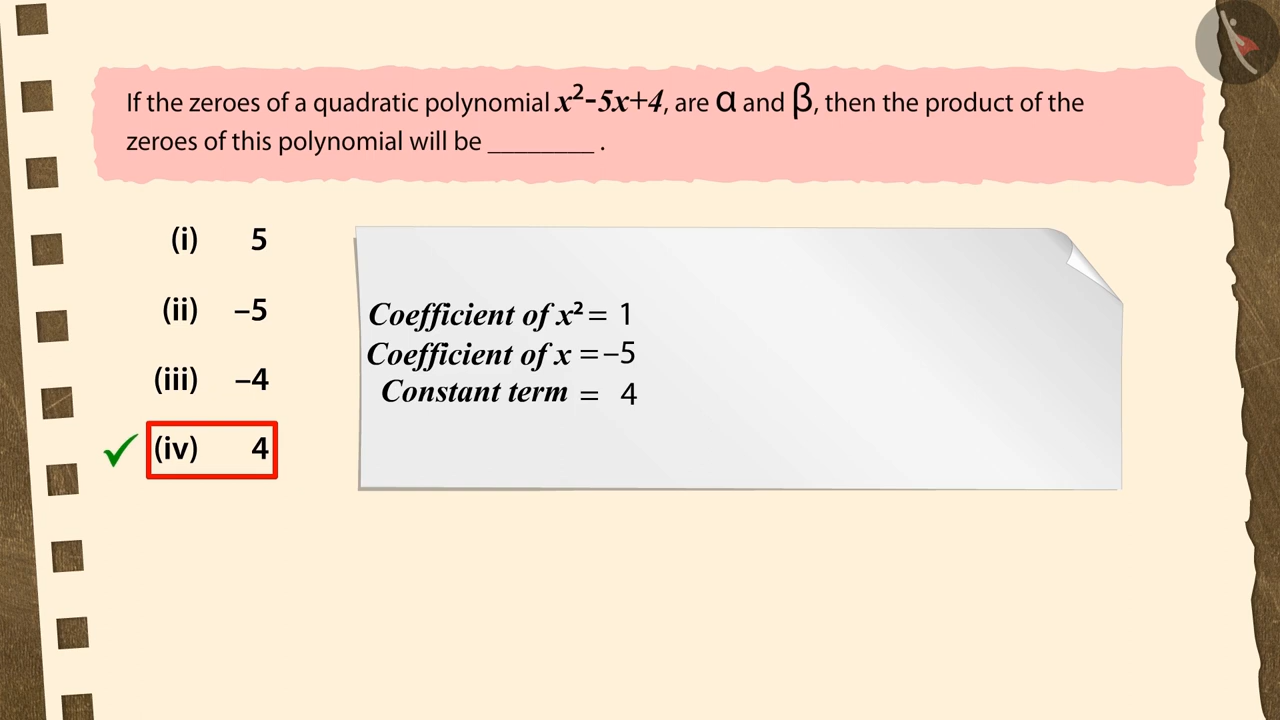 If the zeroes of a quadratic polynomial x²-5x+4, are α and β, then the product of the
zeroes of this polynomial will be ________ .
(i) 5
(ii) –5
(iii) –4
(iv) 4
Coefficient of x² = 1
Coefficient of x = –5
Constant term = 4